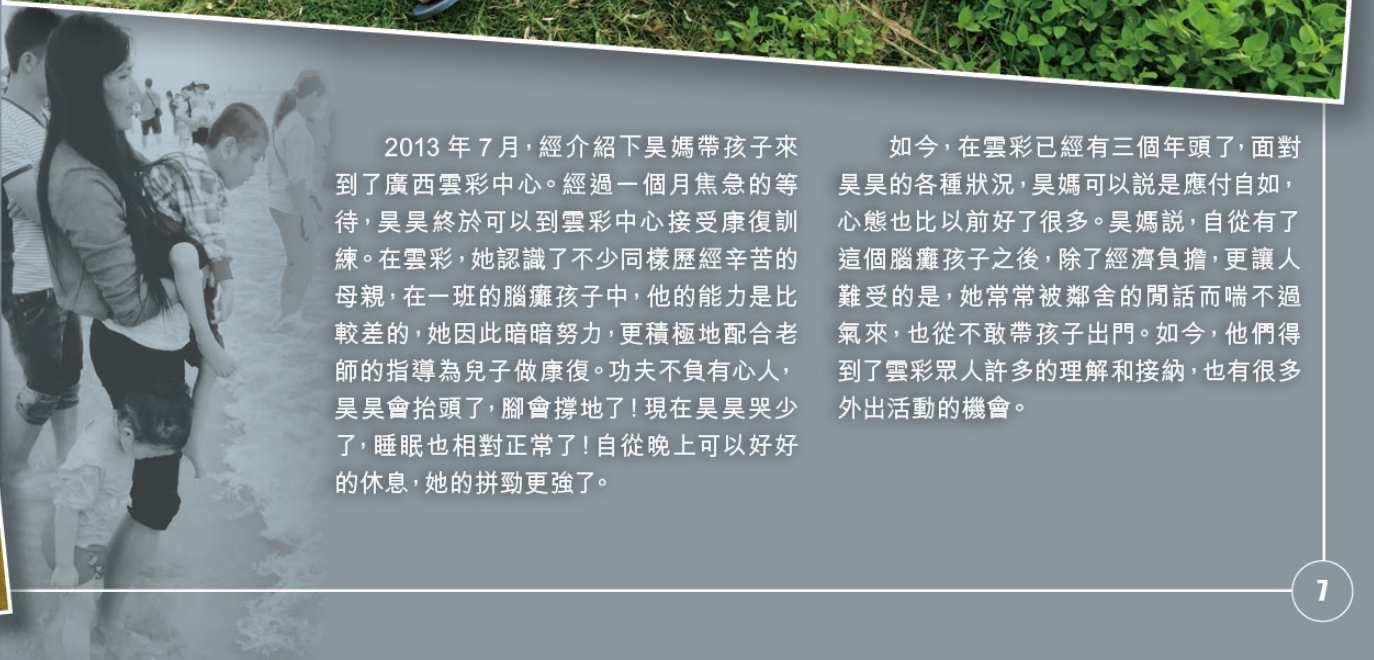 2013 年 7 月，經介紹下昊媽帶孩子來
到了廣西雲彩中心。經過一個月焦急的等
待，昊昊終於可以到雲彩中心接受康復訓
練。在雲彩，她認識了不少同樣歷經辛苦的
母親，在一班的腦癱孩子中，他的能力是比
較差的，她因此暗暗努力，更積極地配合老
師的指導為兒子做康復。功夫不負有心人，
昊昊會抬頭了，腳會撐地了！現在昊昊哭少
了，睡眠也相對正常了！自從晚上可以好好
的休息，她的拼勁更強了。
如今，在雲彩已經有三個年頭了，面對
昊昊的各種狀況，昊媽可以説是應付自如，
心態也比以前好了很多。昊媽説，自從有了
這個腦癱孩子之後，除了經濟負擔，更讓人
難受的是，她常常被鄰舍的閒話而喘不過
氣來，也從不敢帶孩子出門。如今，他們得
到了雲彩眾人許多的理解和接納，也有很多
外出活動的機會。
7